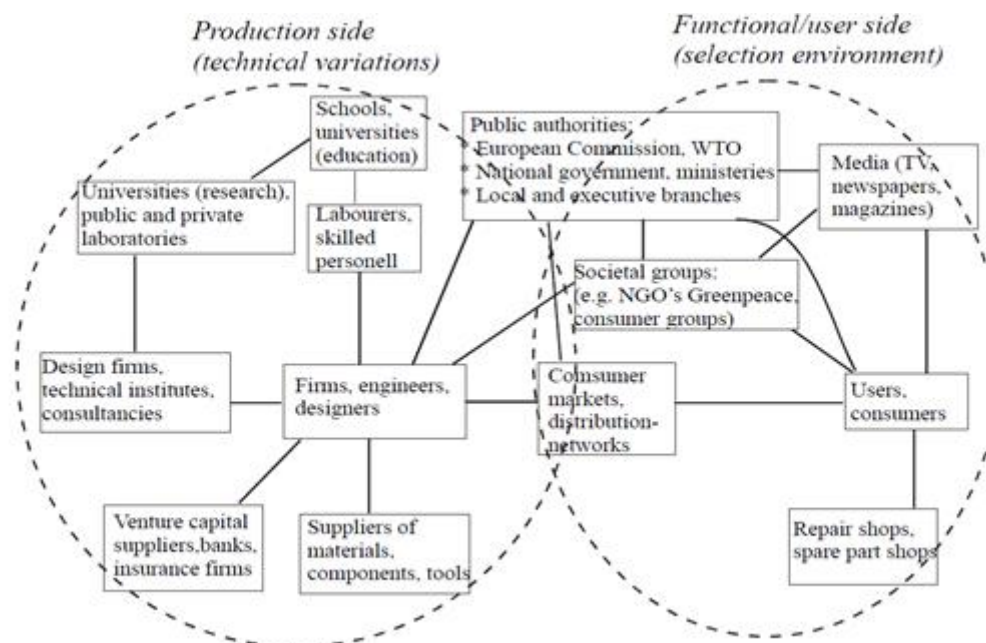 Production side
(technical variations)
Functional/user side
(selection environment)
Schools,
universities
(education)
Public authorities:
* European Commission, WTO
* National government, ministeries
* Local and executive branches
Media (TV,
newspapers,
magazines)
Universities (research),
public and private
laboratories
Labourers,
skilled
personell
Societal groups:
(e.g. NGO's Greenpeace,
consumer groups)
Design firms,
technical institutes,
consultancies
Firms, engineers,
designers
Comsumer
markets,
distribution-
networks
Users,
consumers
Venture capital
suppliers,banks,
insurance firms
Suppliers of
materials,
components, tools
Repair shops,
spare part shops